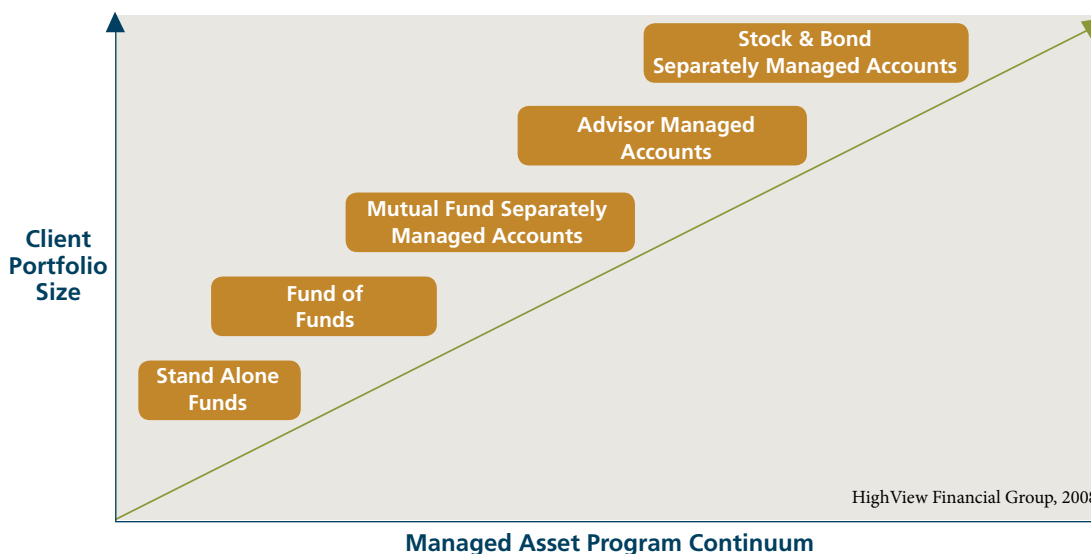 Stock & Bond
Separately Managed Accounts
Advisor Managed
Accounts
Mutual Fund Separately
Managed Accounts
Client
Portfolio
Size
Fund of
Funds
Stand Alone
Funds
HighView Financial Group, 2008
Managed Asset Program Continuum